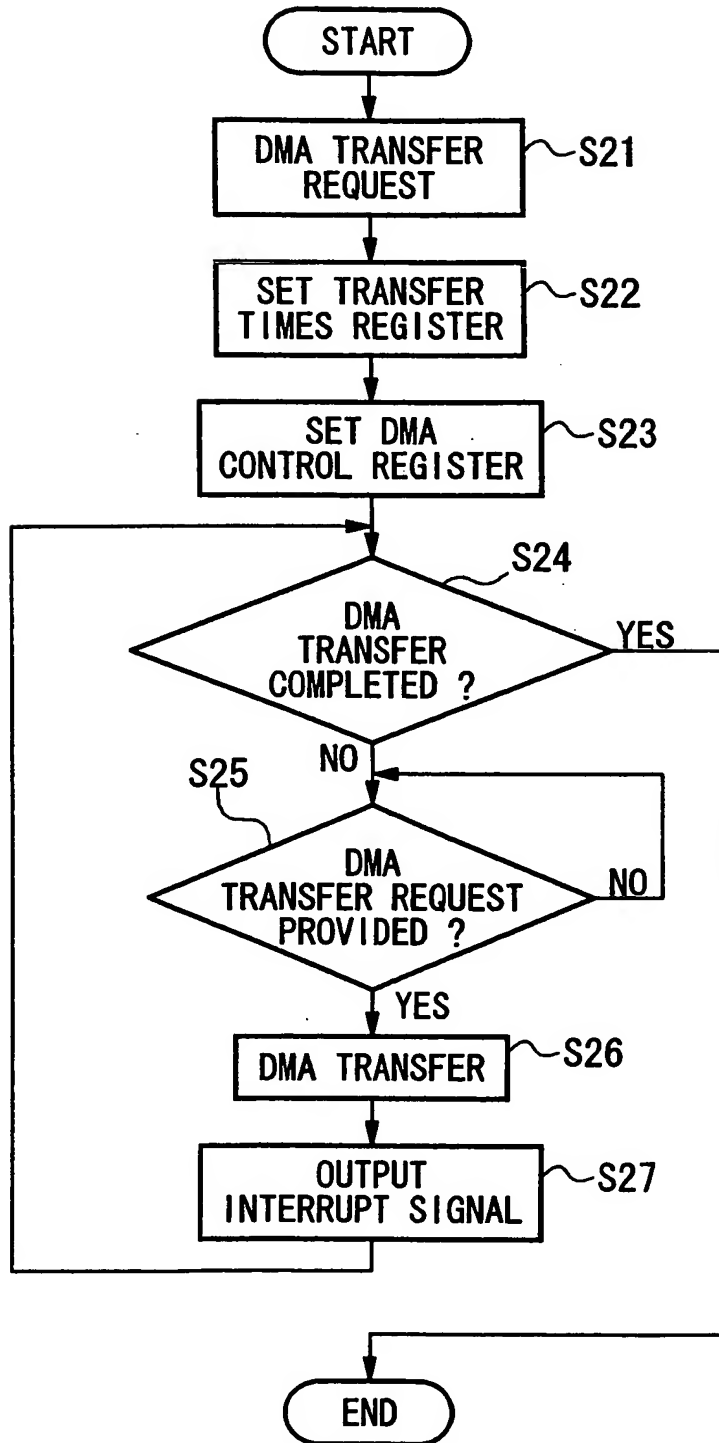 START
DMA TRANSFER
REQUEST
S21
SET TRANSFER
TIMES REGISTER
S22
SET DMA
CONTROL REGISTER
S23
S24
DMA
TRANSFER
COMPLETED ?
YES
NO
S25
DMA
TRANSFER REQUEST
PROVIDED ?
NO
YES
DMA TRANSFER
S26
OUTPUT
INTERRUPT SIGNAL
S27
END